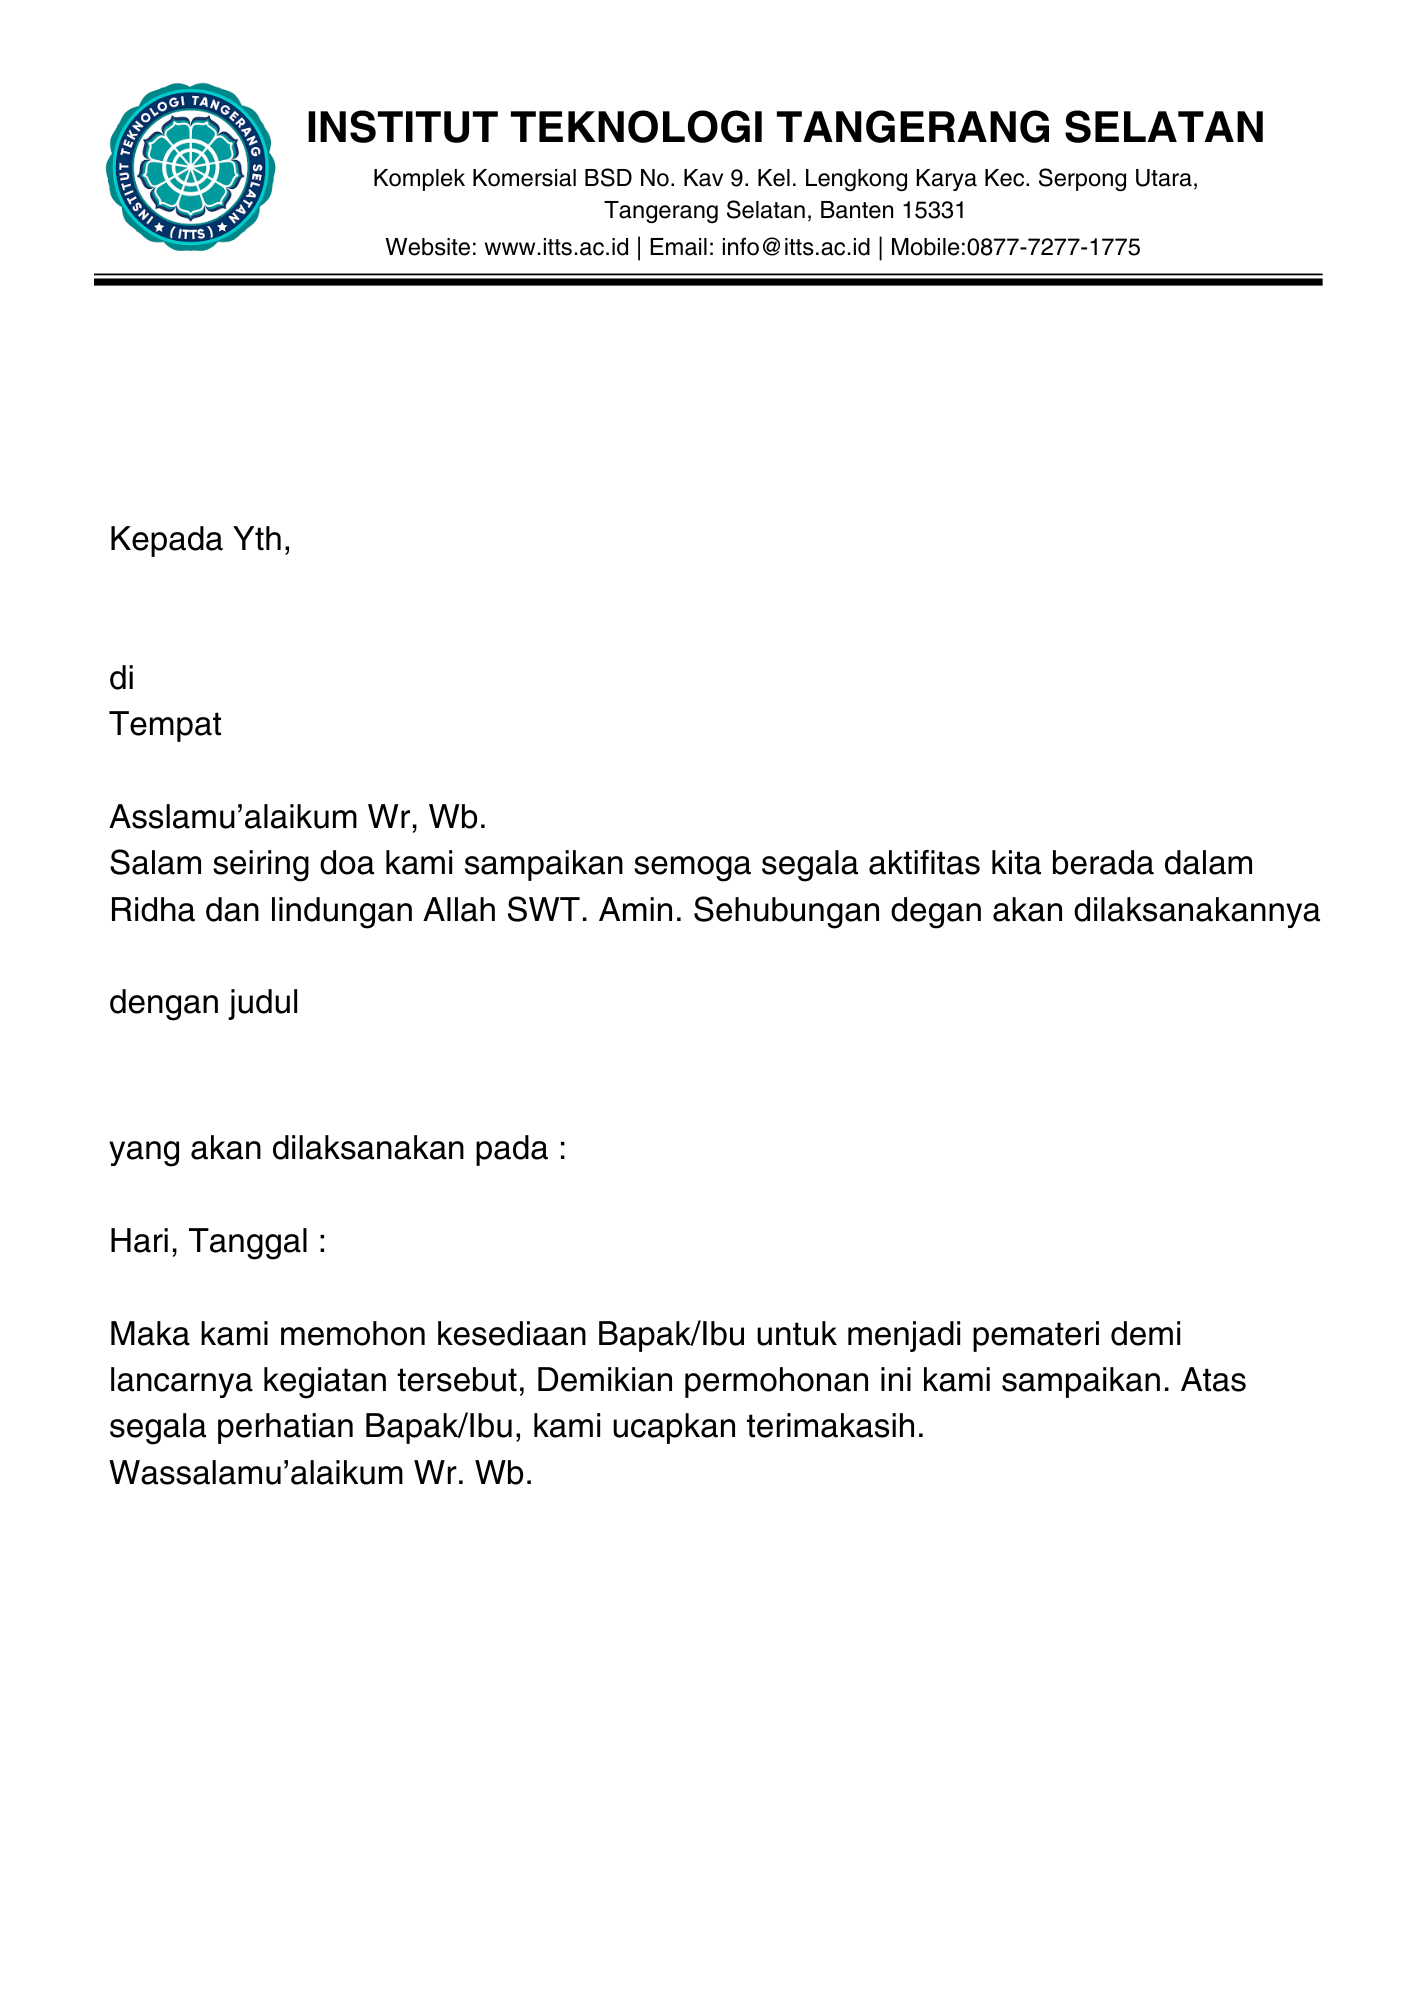 INSTITUT TEKNOLOGI TANGERANG SELATAN
★ (ITTS) ★
INSTITUT TEKNOLOGI TANGERANG SELATAN
Komplek Komersial BSD No. Kav 9. Kel. Lengkong Karya Kec. Serpong Utara,
Tangerang Selatan, Banten 15331
Website: www.itts.ac.id | Email: info@itts.ac.id | Mobile:0877-7277-1775
Kepada Yth,
di
Tempat
Asslamu’alaikum Wr, Wb.
Salam seiring doa kami sampaikan semoga segala aktifitas kita berada dalam
Ridha dan lindungan Allah SWT. Amin. Sehubungan degan akan dilaksanakannya
dengan judul
yang akan dilaksanakan pada :
Hari, Tanggal :
Maka kami memohon kesediaan Bapak/Ibu untuk menjadi pemateri demi
lancarnya kegiatan tersebut, Demikian permohonan ini kami sampaikan. Atas
segala perhatian Bapak/Ibu, kami ucapkan terimakasih.
Wassalamu’alaikum Wr. Wb.